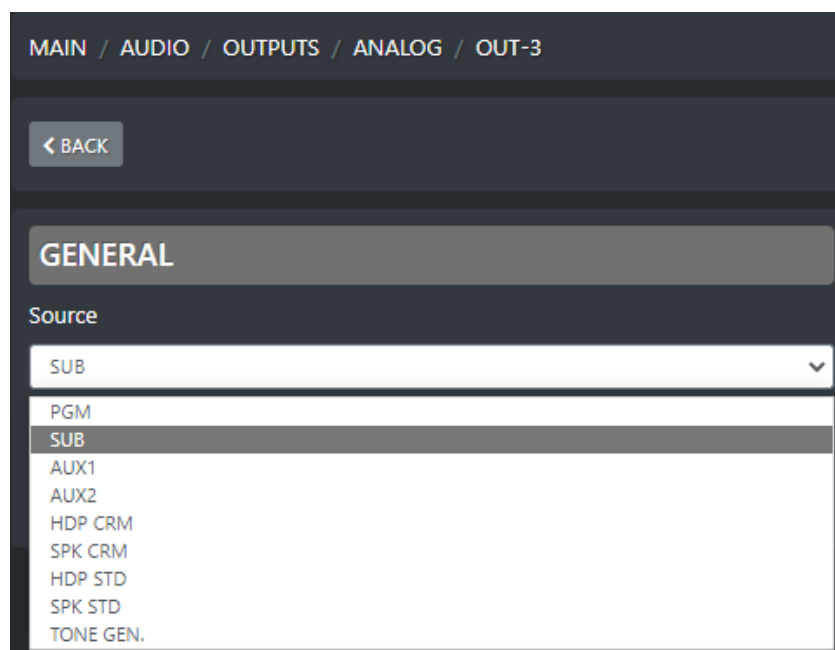 MAIN / AUDIO / OUTPUTS / ANALOG / OUT-3
BACK
GENERAL
Source
SUB
PGM
SUB
AUX1
AUX2
HDP CRM
SPK CRM
HDP STD
SPK STD
TONE GEN.